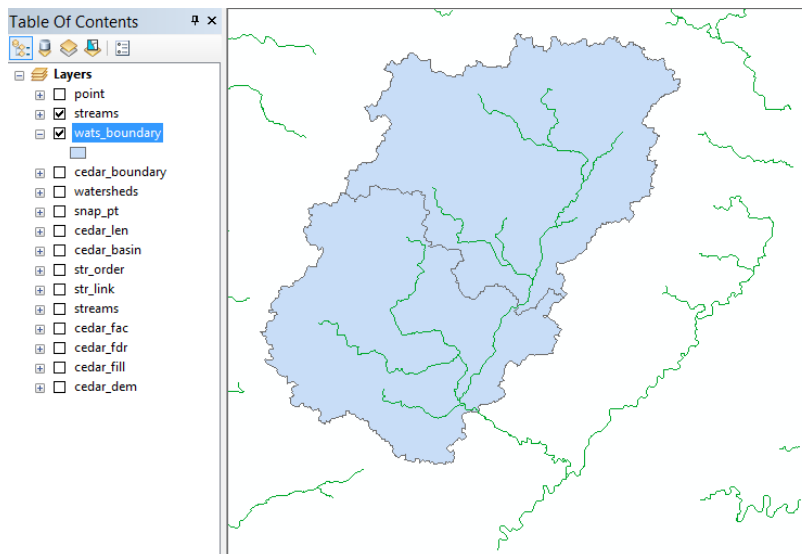 Table Of Contents
Layers
point
streams
wats_boundary
cedar_boundary
watersheds
snap_pt
cedar_len
cedar_basin
str_order
str_link
streams
cedar_fac
cedar_fdr
cedar_fill
cedar_dem